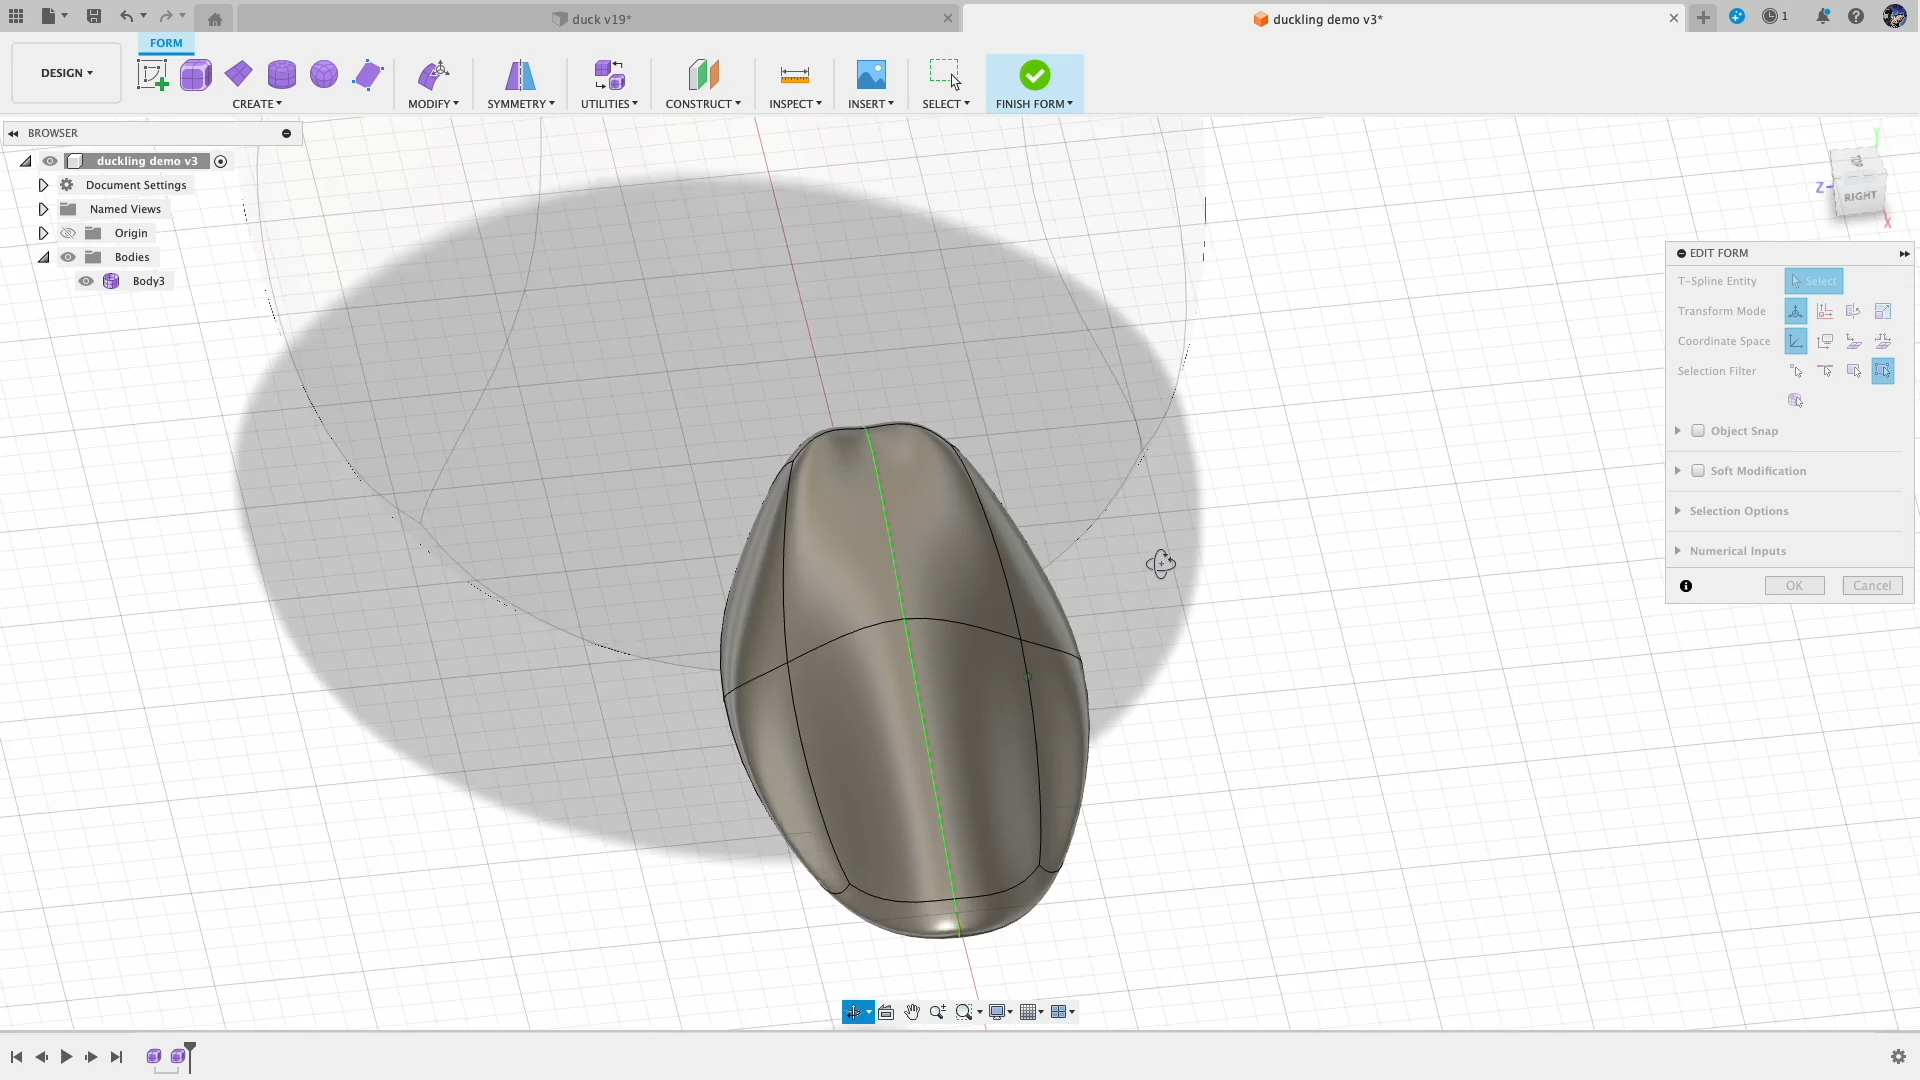 duck v19*
duckling demo v3*
1
FORM
DESIGN
CREATE
MODIFY
SYMMETRY
UTILITIES
CONSTRUCT
INSPECT
INSERT
SELECT
FINISH FORM
BROWSER
duckling demo v3
Document Settings
Named Views
Origin
Bodies
Body3
Y
Z
RIGHT
X
EDIT FORM
T-Spline Entity
Select
Transform Mode
Coordinate Space
Selection Filter
Object Snap
Soft Modification
Selection Options
Numerical Inputs
OK
Cancel